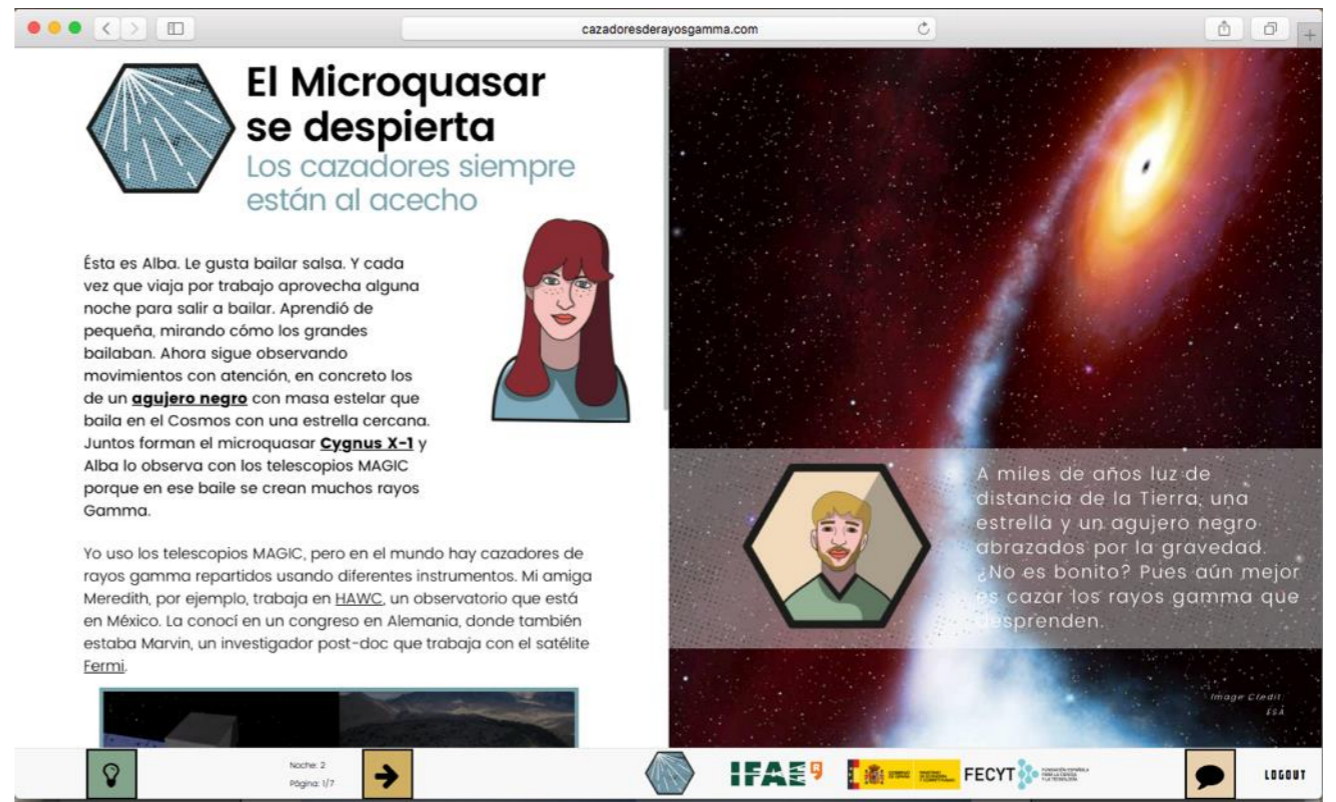 cazadoresderayosgamma.com
El Microquasar
se despierta
Los cazadores siempre
están al acecho
Ésta es Alba. Le gusta bailar salsa. Y cada
vez que viaja por trabajo aprovecha alguna
noche para salir a bailar. Aprendió de
pequeña, mirando cómo los grandes
bailaban. Ahora sigue observando
movimientos con atención, en concreto los
de un agujero negro con masa estelar que
baila en el Cosmos con una estrella cercana.
Juntos forman el microquasar Cygnus X-1 y
Alba lo observa con los telescopios MAGIC
porque en ese baile se crean muchos rayos
Gamma.
Yo uso los telescopios MAGIC, pero en el mundo hay cazadores de
rayos gamma repartidos usando diferentes instrumentos. Mi amiga
Meredith, por ejemplo, trabaja en HAWC, un observatorio que está
en México. La conocí en un congreso en Alemania, donde también
estaba Marvin, un investigador post-doc que trabaja con el satélite
Fermi.
A miles de años luz de
distancia de la Tierra, una
estrella y un agujero negro
abrazados por la gravedad.
¿No es bonito? Pues aún mejor
es cazar los rayos gamma que
desprenden.
Image Credit:
ESA
Noche: 2
Página: 1/7
IFAE
FECYT
FUNDACIÓN ESPAÑOLA
PARA LA CIENCIA
Y LA TECNOLOGÍA
LOGOUT